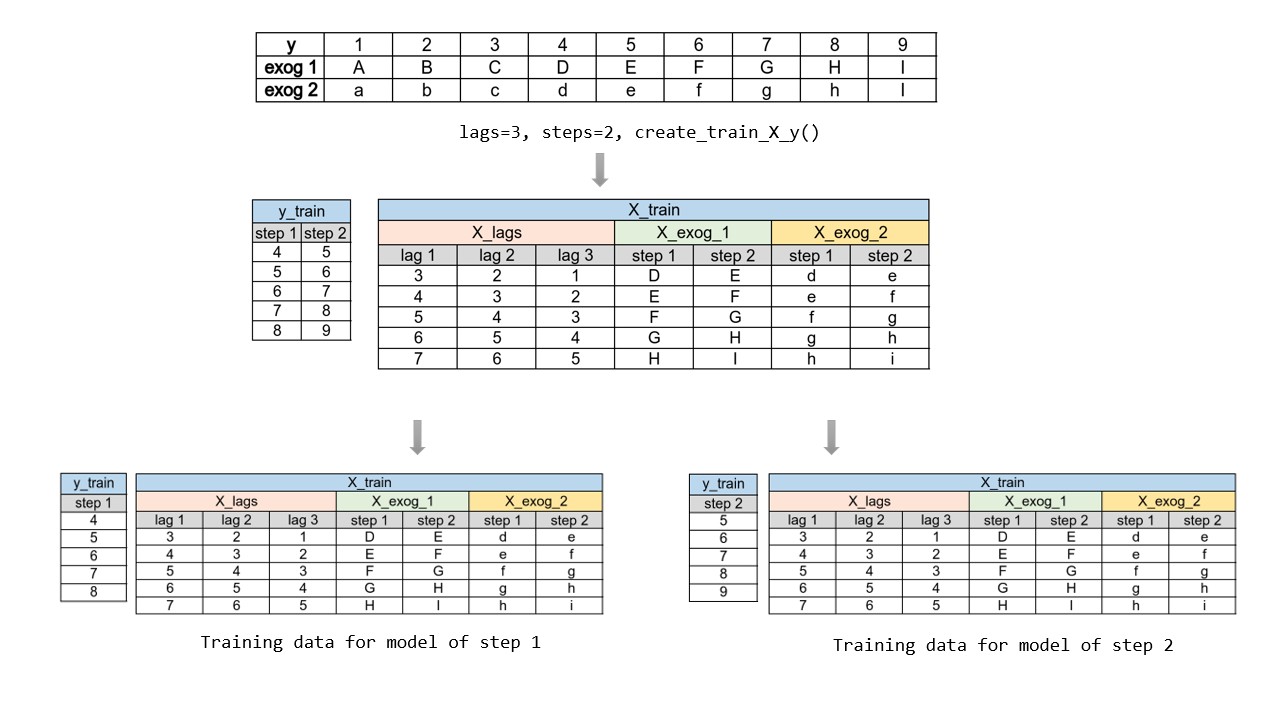 y 1 2 3 4 5 6 7 8 9
exog 1 A B C D E F G H I
exog 2 a b c d e f g h I
lags=3, steps=2, create_train_X_y()
y_train
step 1 step 2
4 5
5 6
6 7
7 8
8 9
X_train
X_lags X_exog_1 X_exog_2
lag 1 lag 2 lag 3 step 1 step 2 step 1 step 2
3 2 1 D E d e
4 3 2 E F e f
5 4 3 F G f g
6 5 4 G H g h
7 6 5 H I h i
y_train
step 1
4
5
6
7
8
X_train
X_lags X_exog_1 X_exog_2
lag 1 lag 2 lag 3 step 1 step 2 step 1 step 2
3 2 1 D E d e
4 3 2 E F e f
5 4 3 F G f g
6 5 4 G H g h
7 6 5 H I h i
Training data for model of step 1
y_train
step 2
5
6
7
8
9
X_train
X_lags X_exog_1 X_exog_2
lag 1 lag 2 lag 3 step 1 step 2 step 1 step 2
3 2 1 D E d e
4 3 2 E F e f
5 4 3 F G f g
6 5 4 G H g h
7 6 5 H I h i
Training data for model of step 2